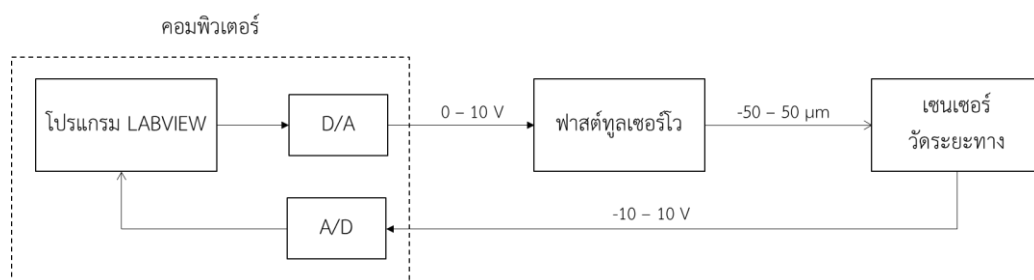 คอมพิวเตอร์
โปรแกรม LABVIEW
D/A
0 – 10 V
ฟาสต์ทูลเซอร์โว
-50 – 50 µm
เซนเซอร์
วัดระยะทาง
A/D
-10 – 10 V